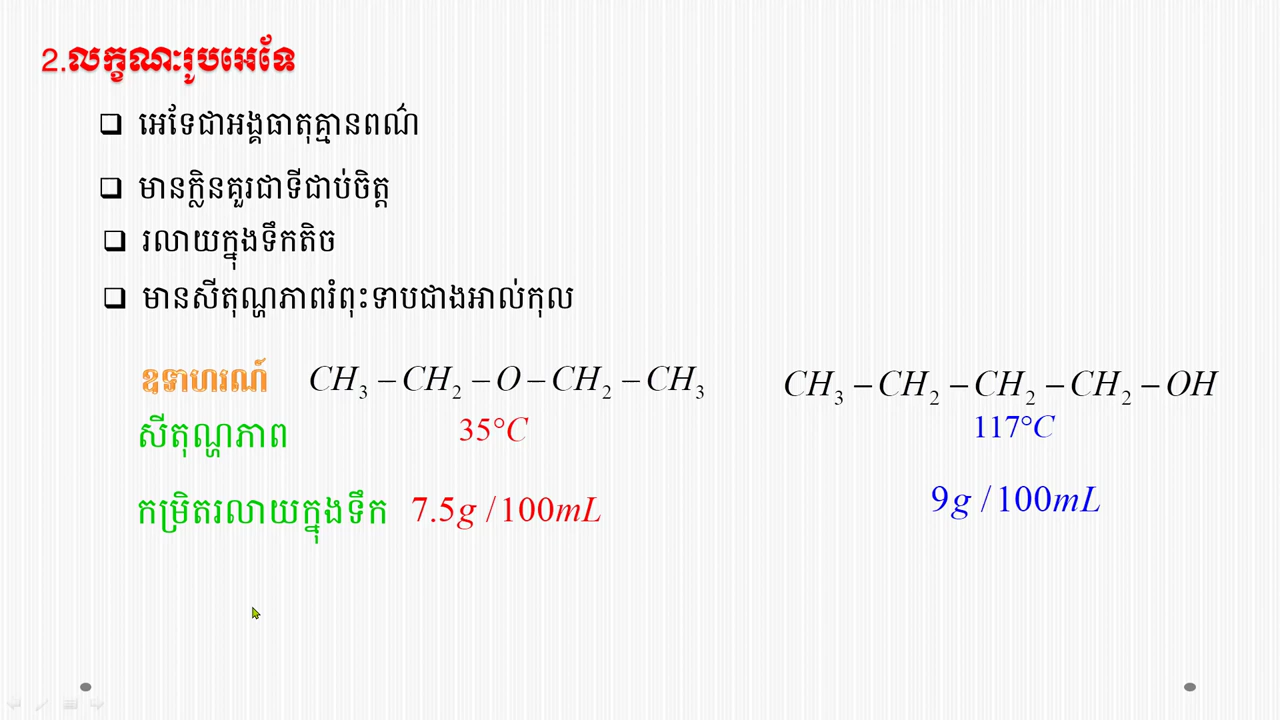 2.លក្ខណៈរូបអេទែ
❑ អេទែជាអង្គធាតុគ្មានពណ៌
❑ មានក្លិនគួរជាទីជាប់ចិត្ត
❑ រលាយក្នុងទឹកតិច
❑ មានសីតុណ្ហភាពរំពុះទាបជាងអាល់កុល
ឧទាហរណ៍ CH₃ – CH₂ – O – CH₂ – CH₃ CH₃ – CH₂ – CH₂ – CH₂ – OH
សីតុណ្ហភាព 35°C 117°C
កម្រិតរលាយក្នុងទឹក 7.5g / 100mL 9g / 100mL